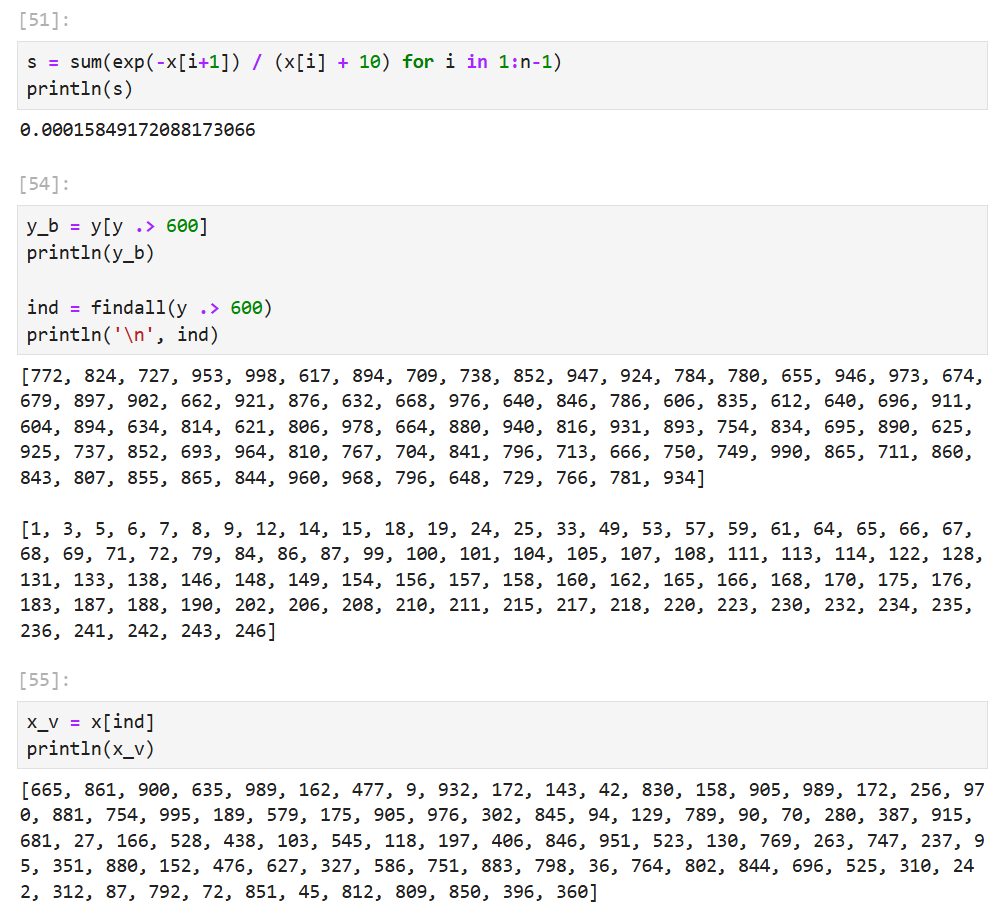 [51]:
s = sum(exp(-x[i+1]) / (x[i] + 10) for i in 1:n-1)
println(s)
0.00015849172088173066
[54]:
y_b = y[y .> 600]
println(y_b)
ind = findall(y .> 600)
println('\n', ind)
[772, 824, 727, 953, 998, 617, 894, 709, 738, 852, 947, 924, 784, 780, 655, 946, 973, 674,
679, 897, 902, 662, 921, 876, 632, 668, 976, 640, 846, 786, 606, 835, 612, 640, 696, 911,
604, 894, 634, 814, 621, 806, 978, 664, 880, 940, 816, 931, 893, 754, 834, 695, 890, 625,
925, 737, 852, 693, 964, 810, 767, 704, 841, 796, 713, 666, 750, 749, 990, 865, 711, 860,
843, 807, 855, 865, 844, 960, 968, 796, 648, 729, 766, 781, 934]
[1, 3, 5, 6, 7, 8, 9, 12, 14, 15, 18, 19, 24, 25, 33, 49, 53, 57, 59, 61, 64, 65, 66, 67,
68, 69, 71, 72, 79, 84, 86, 87, 99, 100, 101, 104, 105, 107, 108, 111, 113, 114, 122, 128,
131, 133, 138, 146, 148, 149, 154, 156, 157, 158, 160, 162, 165, 166, 168, 170, 175, 176,
183, 187, 188, 190, 202, 206, 208, 210, 211, 215, 217, 218, 220, 223, 230, 232, 234, 235,
236, 241, 242, 243, 246]
[55]:
x_v = x[ind]
println(x_v)
[665, 861, 900, 635, 989, 162, 477, 9, 932, 172, 143, 42, 830, 158, 905, 989, 172, 256, 97
0, 881, 754, 995, 189, 579, 175, 905, 976, 302, 845, 94, 129, 789, 90, 70, 280, 387, 915,
681, 27, 166, 528, 438, 103, 545, 118, 197, 406, 846, 951, 523, 130, 769, 263, 747, 237, 9
5, 351, 880, 152, 476, 627, 327, 586, 751, 883, 798, 36, 764, 802, 844, 696, 525, 310, 24
2, 312, 87, 792, 72, 851, 45, 812, 809, 850, 396, 360]